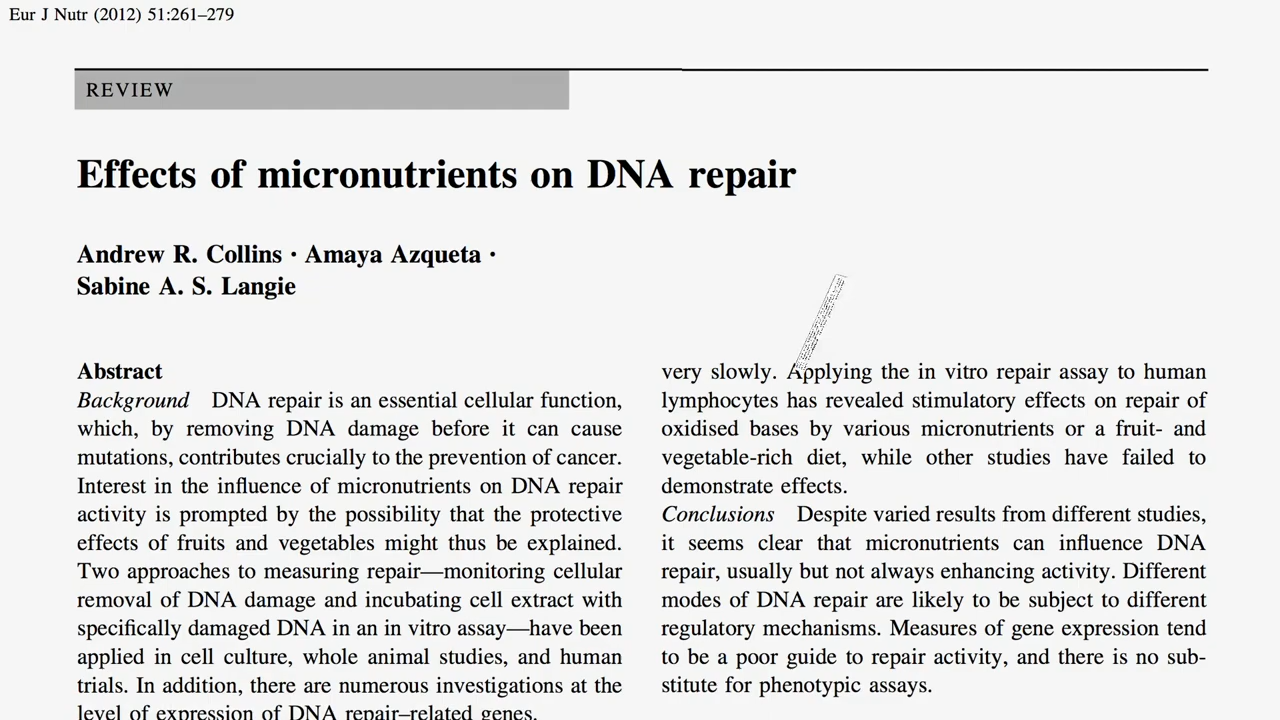 Eur J Nutr (2012) 51:261–279
REVIEW
Effects of micronutrients on DNA repair
Andrew R. Collins · Amaya Azqueta ·
Sabine A. S. Langie
Abstract
Background DNA repair is an essential cellular function,
which, by removing DNA damage before it can cause
mutations, contributes crucially to the prevention of cancer.
Interest in the influence of micronutrients on DNA repair
activity is prompted by the possibility that the protective
effects of fruits and vegetables might thus be explained.
Two approaches to measuring repair—monitoring cellular
removal of DNA damage and incubating cell extract with
specifically damaged DNA in an in vitro assay—have been
applied in cell culture, whole animal studies, and human
trials. In addition, there are numerous investigations at the
level of expression of DNA repair–related genes.
very slowly. Applying the in vitro repair assay to human
lymphocytes has revealed stimulatory effects on repair of
oxidised bases by various micronutrients or a fruit- and
vegetable-rich diet, while other studies have failed to
demonstrate effects.
Conclusions Despite varied results from different studies,
it seems clear that micronutrients can influence DNA
repair, usually but not always enhancing activity. Different
modes of DNA repair are likely to be subject to different
regulatory mechanisms. Measures of gene expression tend
to be a poor guide to repair activity, and there is no sub-
stitute for phenotypic assays.